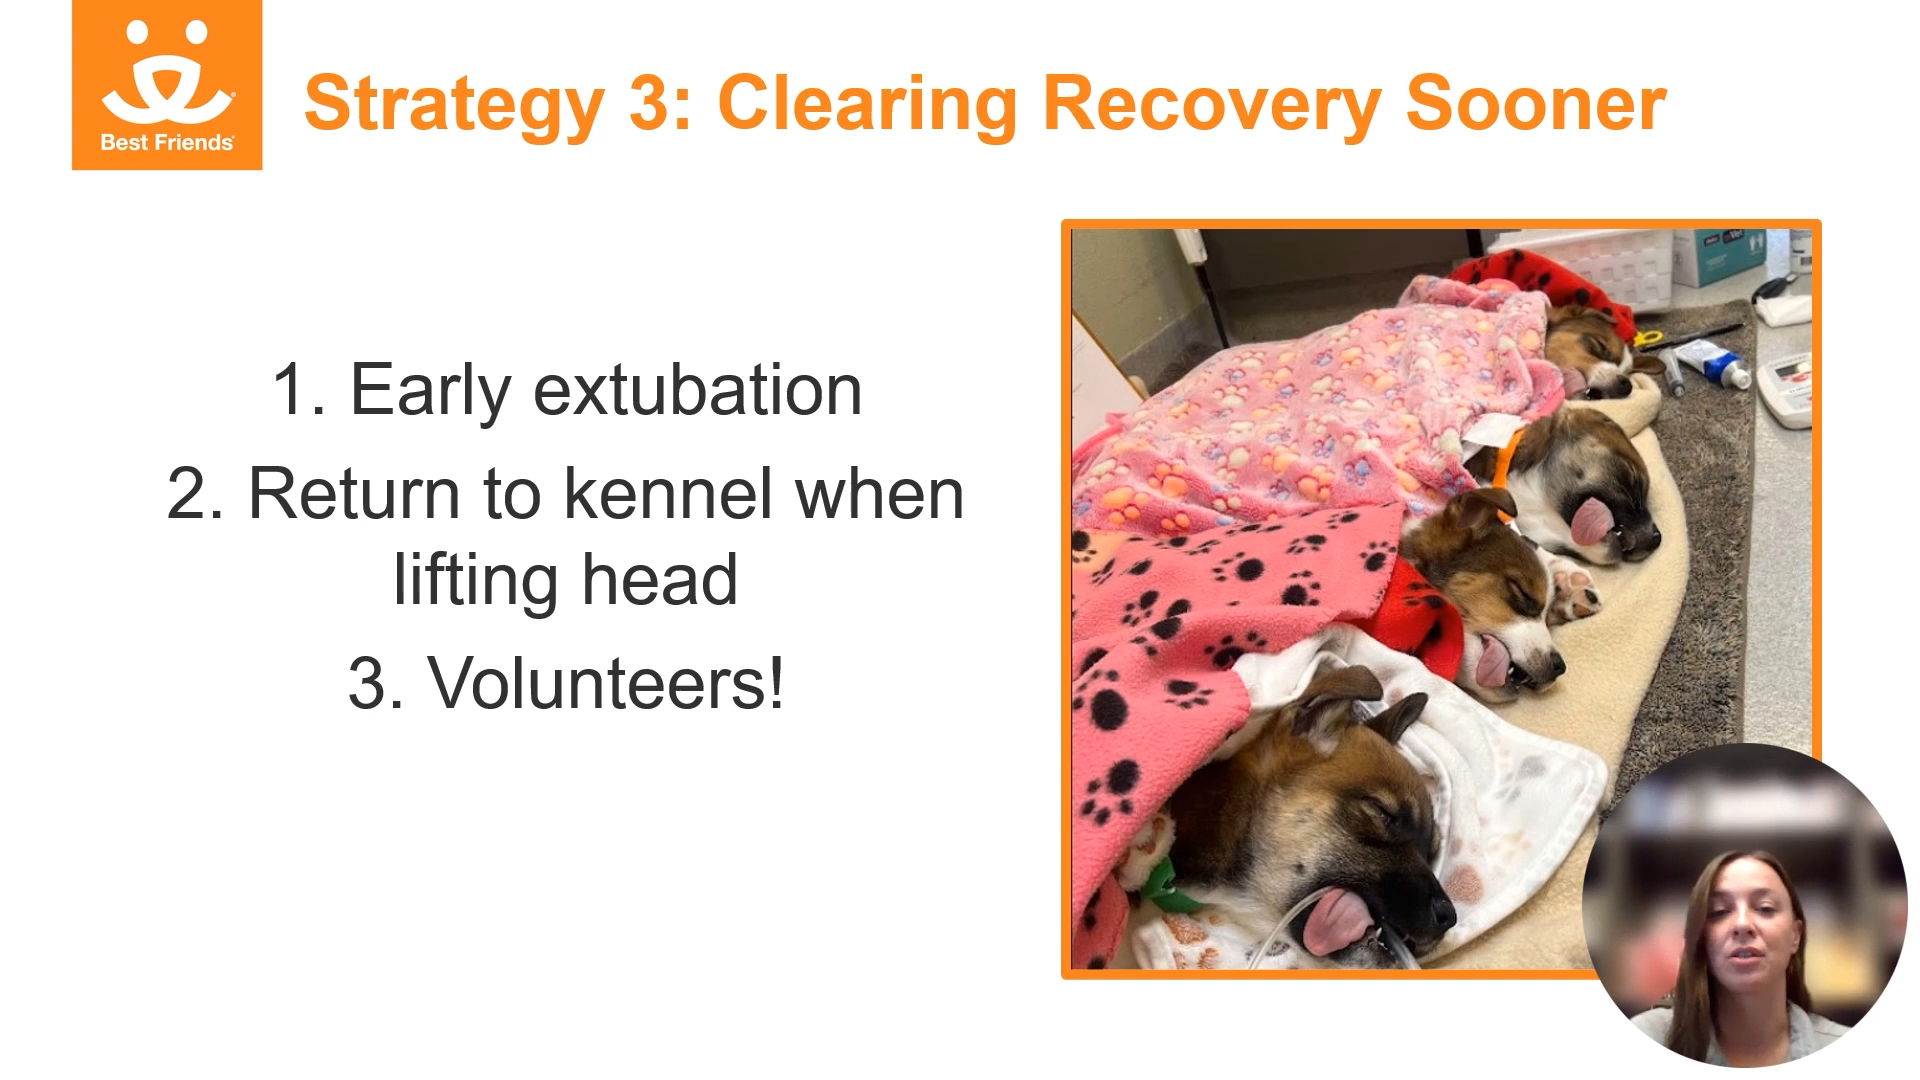 Best Friends
Strategy 3: Clearing Recovery Sooner
1. Early extubation
2. Return to kennel when
lifting head
3. Volunteers!